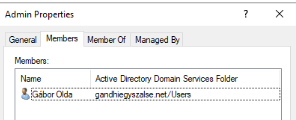 Admin Properties ? ×
General Members Member Of Managed By
Members:
Name Active Directory Domain Services Folder
Gábor Olda gandhiegyszalse.net/Users